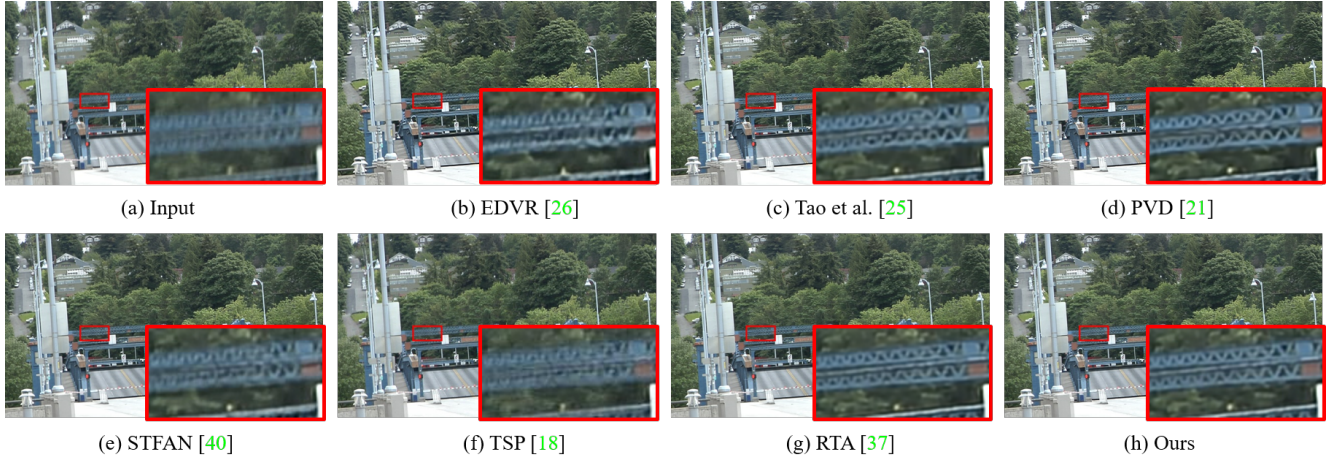 (a) Input
(b) EDVR [26]
(c) Tao et al. [25]
(d) PVD [21]
(e) STFAN [40]
(f) TSP [18]
(g) RTA [37]
(h) Ours